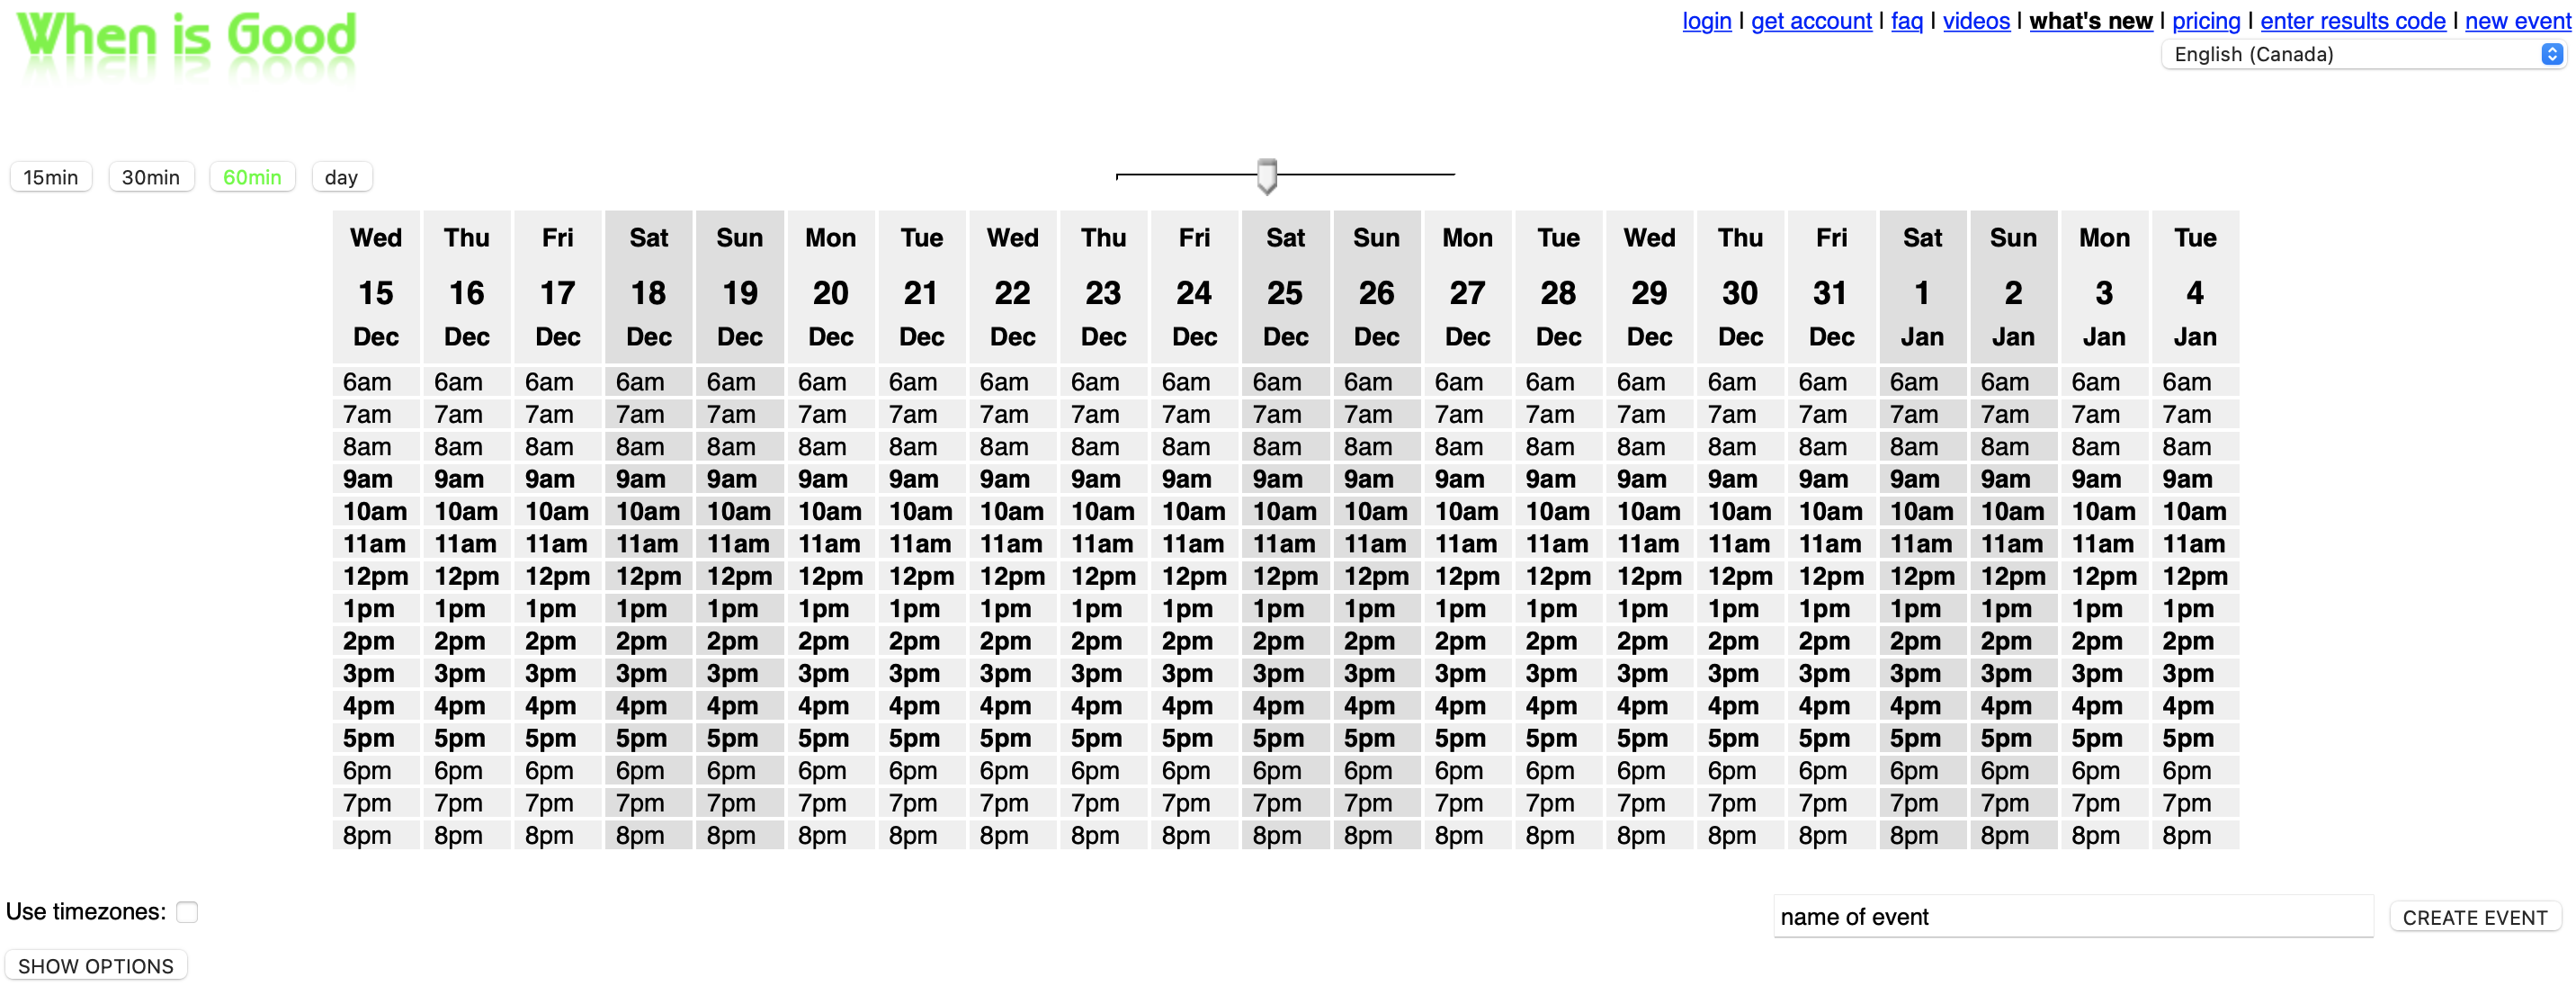 When is Good
login | get account | faq | videos | what's new | pricing | enter results code | new event
English (Canada)
15min 30min 60min day
Wed Thu Fri Sat Sun Mon Tue Wed Thu Fri Sat Sun Mon Tue Wed Thu Fri Sat Sun Mon Tue
15 16 17 18 19 20 21 22 23 24 25 26 27 28 29 30 31 1 2 3 4
Dec Dec Dec Dec Dec Dec Dec Dec Dec Dec Dec Dec Dec Dec Dec Dec Dec Jan Jan Jan Jan
6am 6am 6am 6am 6am 6am 6am 6am 6am 6am 6am 6am 6am 6am 6am 6am 6am 6am 6am 6am 6am
7am 7am 7am 7am 7am 7am 7am 7am 7am 7am 7am 7am 7am 7am 7am 7am 7am 7am 7am 7am 7am
8am 8am 8am 8am 8am 8am 8am 8am 8am 8am 8am 8am 8am 8am 8am 8am 8am 8am 8am 8am 8am
9am 9am 9am 9am 9am 9am 9am 9am 9am 9am 9am 9am 9am 9am 9am 9am 9am 9am 9am 9am 9am
10am 10am 10am 10am 10am 10am 10am 10am 10am 10am 10am 10am 10am 10am 10am 10am 10am 10am 10am 10am 10am
11am 11am 11am 11am 11am 11am 11am 11am 11am 11am 11am 11am 11am 11am 11am 11am 11am 11am 11am 11am 11am
12pm 12pm 12pm 12pm 12pm 12pm 12pm 12pm 12pm 12pm 12pm 12pm 12pm 12pm 12pm 12pm 12pm 12pm 12pm 12pm 12pm
1pm 1pm 1pm 1pm 1pm 1pm 1pm 1pm 1pm 1pm 1pm 1pm 1pm 1pm 1pm 1pm 1pm 1pm 1pm 1pm 1pm
2pm 2pm 2pm 2pm 2pm 2pm 2pm 2pm 2pm 2pm 2pm 2pm 2pm 2pm 2pm 2pm 2pm 2pm 2pm 2pm 2pm
3pm 3pm 3pm 3pm 3pm 3pm 3pm 3pm 3pm 3pm 3pm 3pm 3pm 3pm 3pm 3pm 3pm 3pm 3pm 3pm 3pm
4pm 4pm 4pm 4pm 4pm 4pm 4pm 4pm 4pm 4pm 4pm 4pm 4pm 4pm 4pm 4pm 4pm 4pm 4pm 4pm 4pm
5pm 5pm 5pm 5pm 5pm 5pm 5pm 5pm 5pm 5pm 5pm 5pm 5pm 5pm 5pm 5pm 5pm 5pm 5pm 5pm 5pm
6pm 6pm 6pm 6pm 6pm 6pm 6pm 6pm 6pm 6pm 6pm 6pm 6pm 6pm 6pm 6pm 6pm 6pm 6pm 6pm 6pm
7pm 7pm 7pm 7pm 7pm 7pm 7pm 7pm 7pm 7pm 7pm 7pm 7pm 7pm 7pm 7pm 7pm 7pm 7pm 7pm 7pm
8pm 8pm 8pm 8pm 8pm 8pm 8pm 8pm 8pm 8pm 8pm 8pm 8pm 8pm 8pm 8pm 8pm 8pm 8pm 8pm 8pm
Use timezones:
name of event CREATE EVENT
SHOW OPTIONS